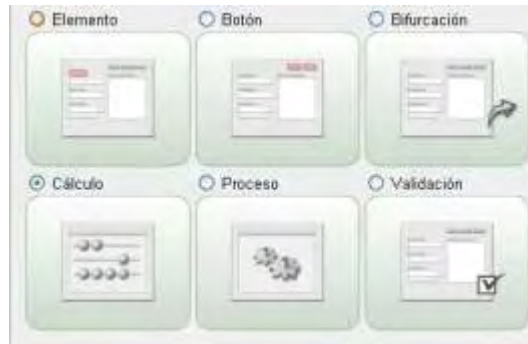 Elemento Botón Bifurcación
Cálculo Proceso Validación